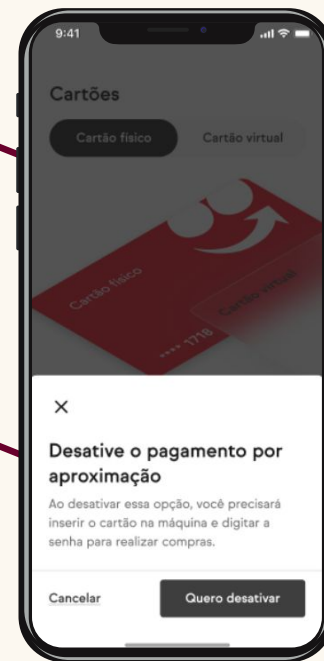 9:41
Cartões
Cartão físico Cartão virtual
Cartão físico
Cartão virtual
**** 1718
Desative o pagamento por
aproximação
Ao desativar essa opção, você precisará
inserir o cartão na máquina e digitar a
senha para realizar compras.
Cancelar Quero desativar